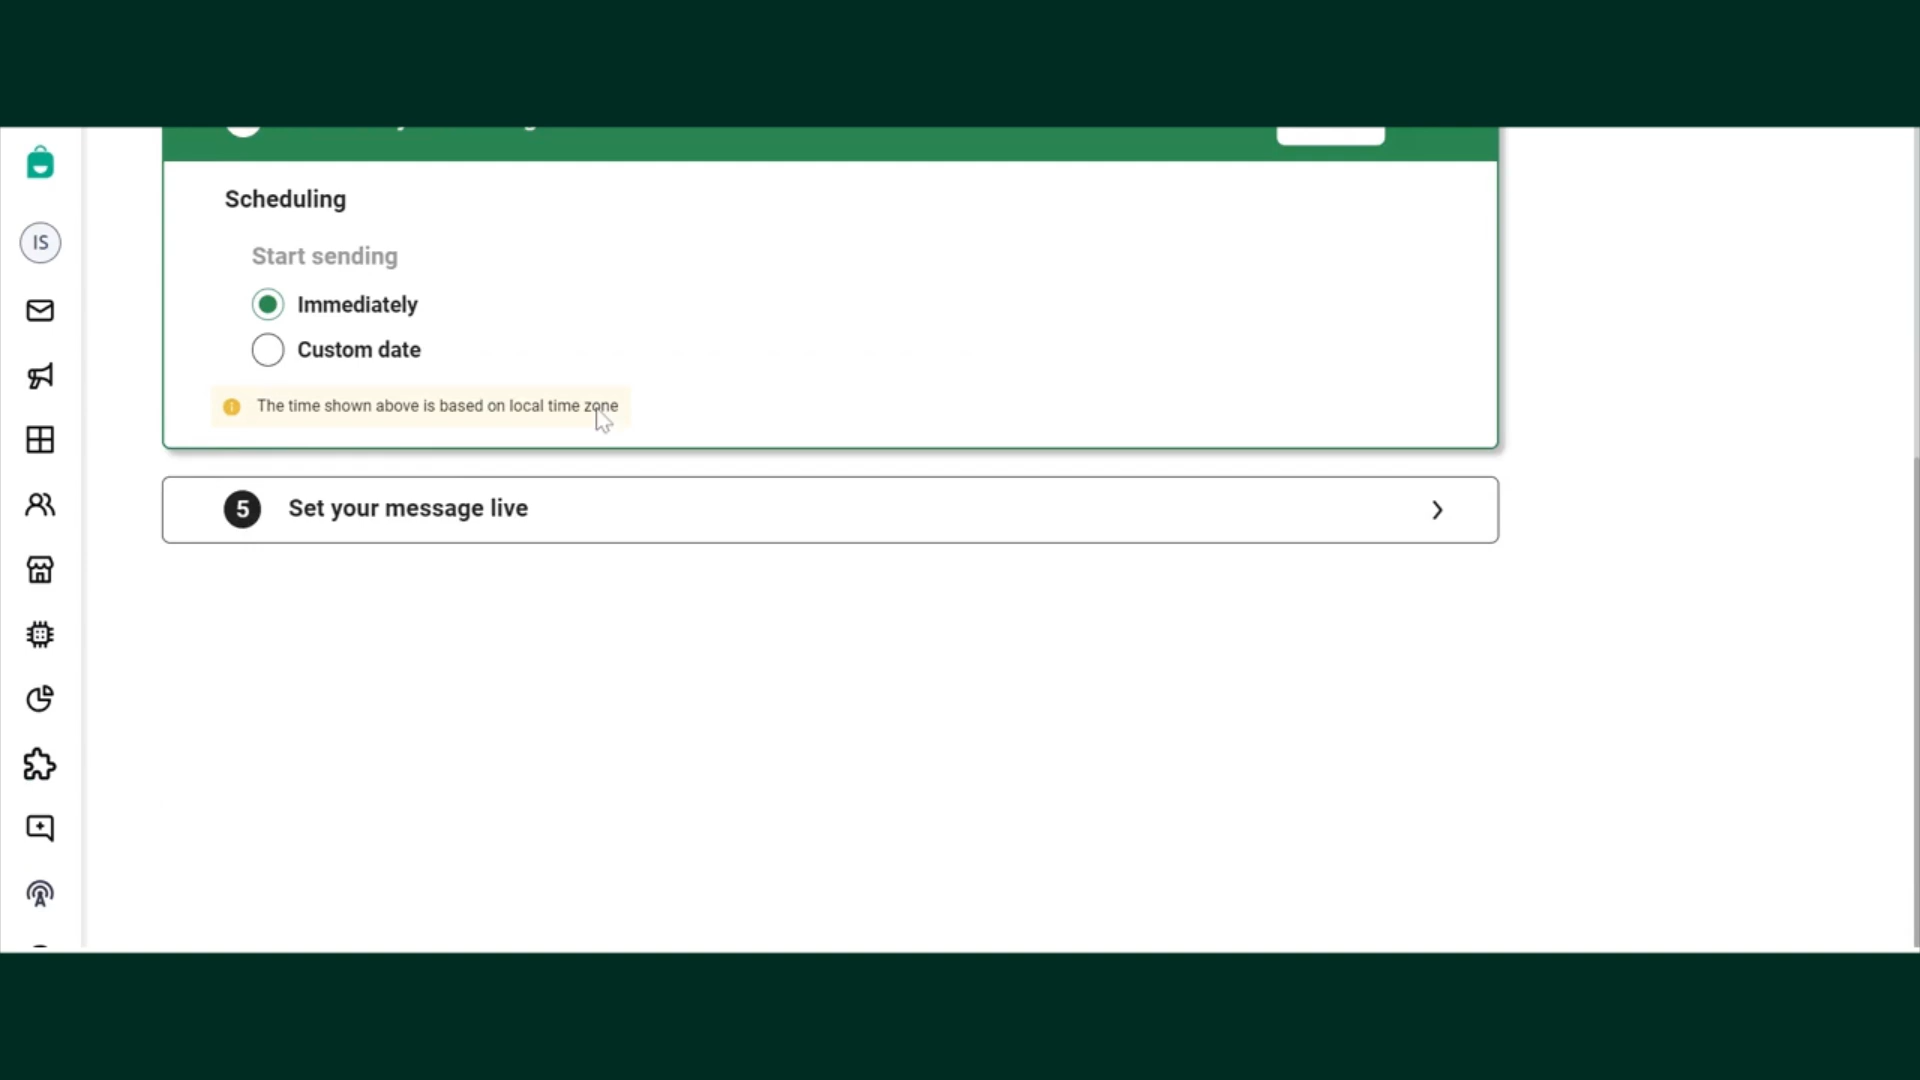 Scheduling
IS
Start sending
Immediately
Custom date
The time shown above is based on local time zone
5 Set your message live